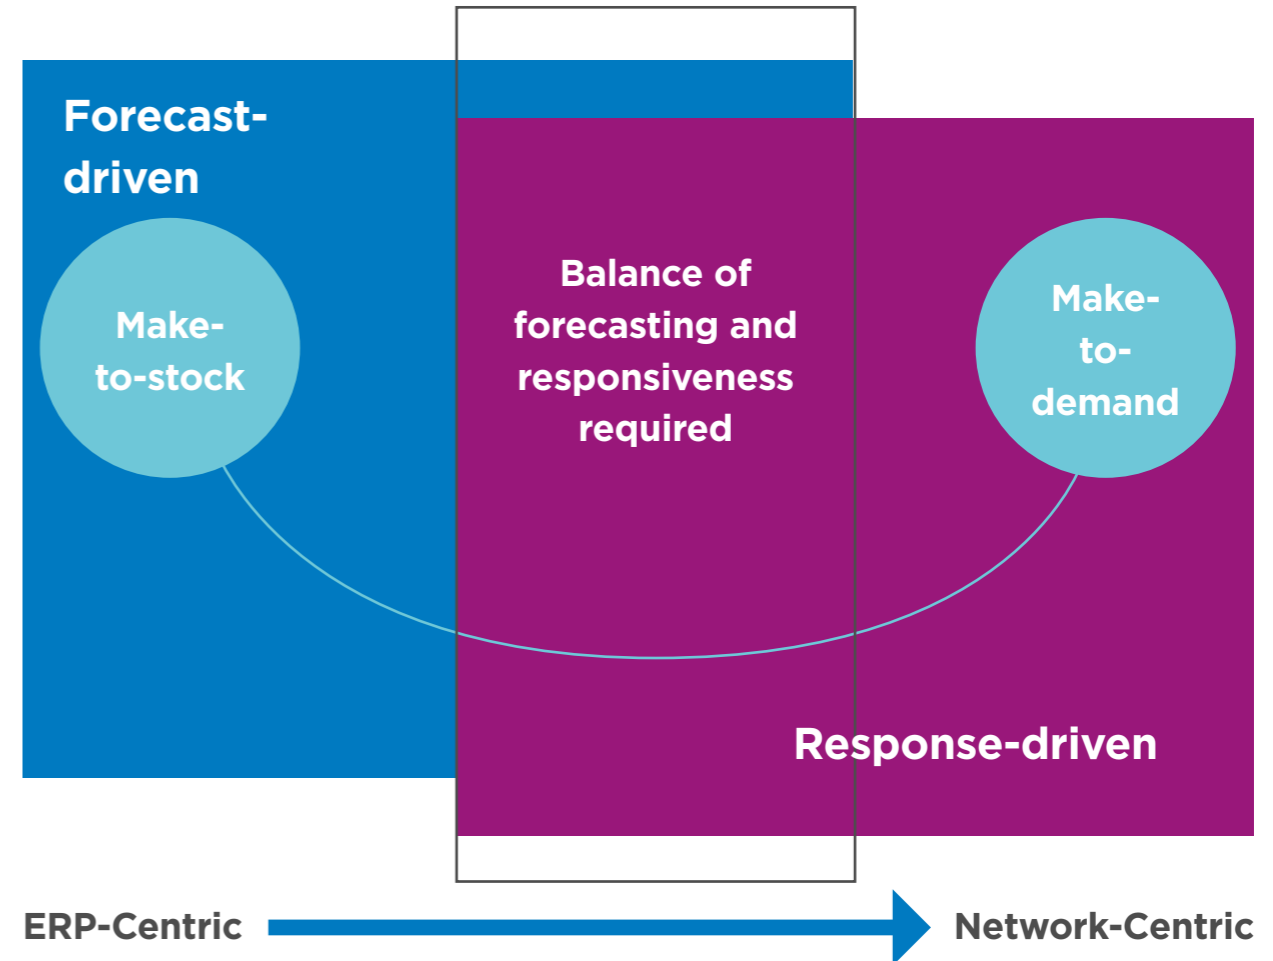 Forecast-
driven
Make-
to-stock
Balance of
forecasting and
responsiveness
required
Make-
to-
demand
Response-driven
ERP-Centric
Network-Centric